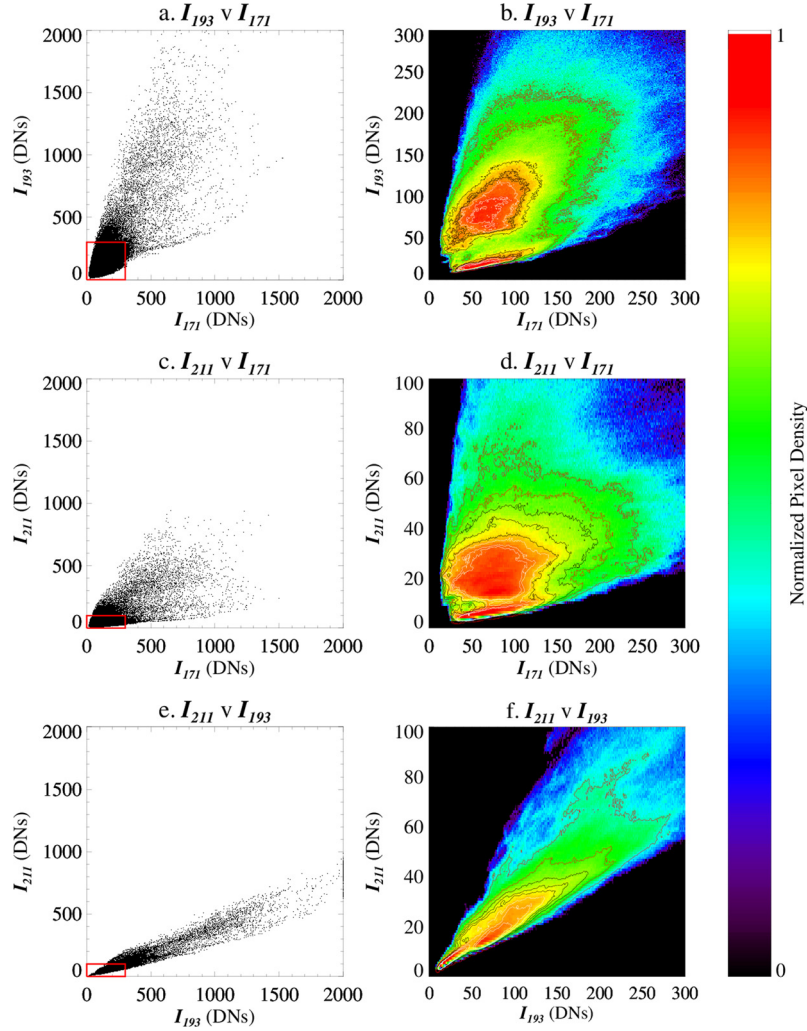 a. I193 v I171
b. I193 v I171
2000
1500
1000
500
0
I193 (DNs)
0 500 1000 1500 2000
I171 (DNs)
300
250
200
150
100
50
0
I193 (DNs)
0 50 100 150 200 250 300
I171 (DNs)
c. I211 v I171
d. I211 v I171
2000
1500
1000
500
0
I211 (DNs)
0 500 1000 1500 2000
I171 (DNs)
100
80
60
40
20
0
I211 (DNs)
0 50 100 150 200 250 300
I171 (DNs)
e. I211 v I193
f. I211 v I193
2000
1500
1000
500
0
I211 (DNs)
0 500 1000 1500 2000
I193 (DNs)
100
80
60
40
20
0
I211 (DNs)
0 50 100 150 200 250 300
I193 (DNs)
1
Normalized Pixel Density
0